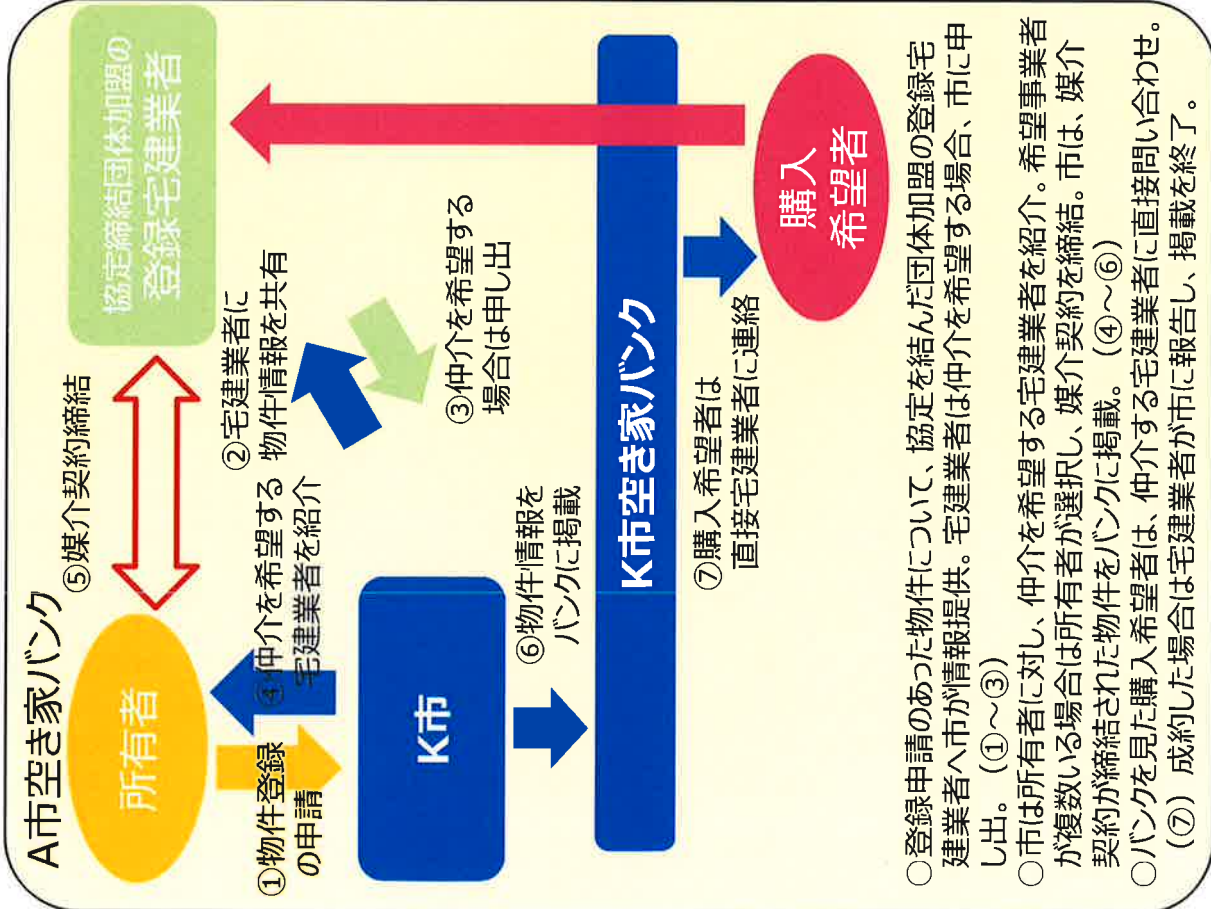 A市空き家バンク
所有者
⑤媒介契約締結
協定締結団体加盟の
登録宅建業者
①物件登録
の申請
④仲介を希望する
宅建業者を紹介
②宅建業者に
物件情報を共有
③仲介を希望する
場合は申し出
K市
⑥物件情報を
バンクに掲載
K市空き家バンク
⑦購入希望者は
直接宅建業者に連絡
購入
希望者
○登録申請のあった物件について、協定を結んだ団体加盟の登録宅
建業者へ市が情報提供。宅建業者は仲介を希望する場合、市に申
し出。（①～③）
○市は所有者に対し、仲介を希望する宅建業者を紹介。希望事業者
が複数いる場合は所有者が選択し、媒介契約を締結。市は、媒介
契約が締結された物件をバンクに掲載。（④～⑥）
○バンクを見た購入希望者は、仲介する宅建業者に直接問い合わせ。
（⑦）成約した場合は宅建業者が市に報告し、掲載を終了。